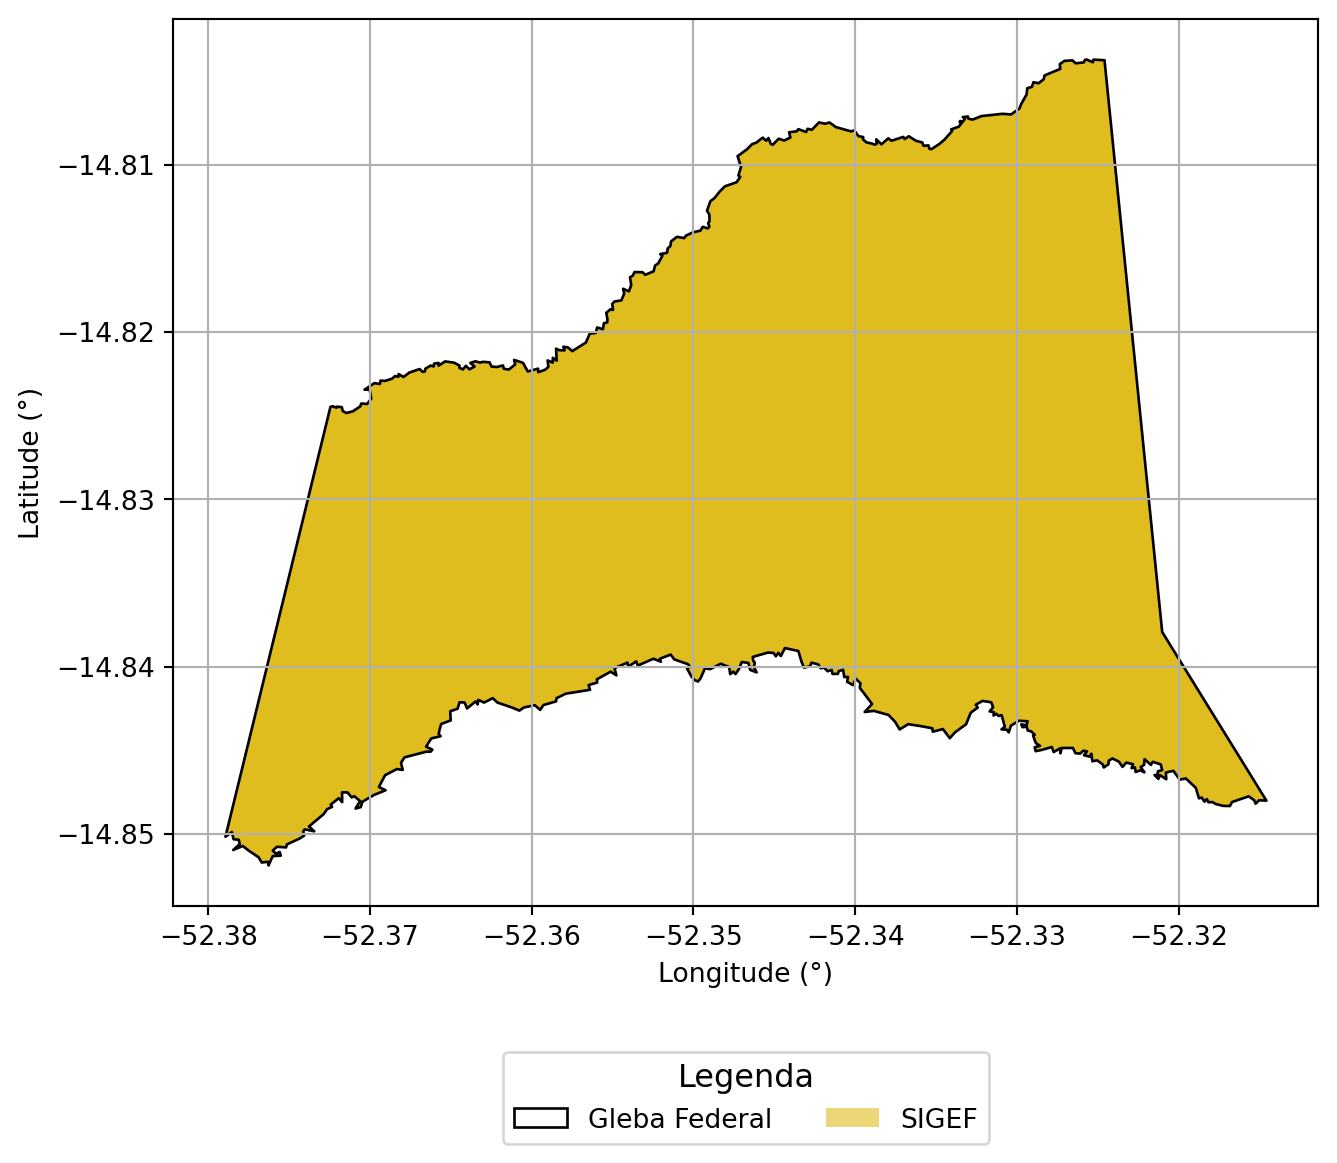 −14.81
−14.82
−14.83
−14.84
−14.85
Latitude (°)
−52.38 −52.37 −52.36 −52.35 −52.34 −52.33 −52.32
Longitude (°)
Legenda
Gleba Federal SIGEF